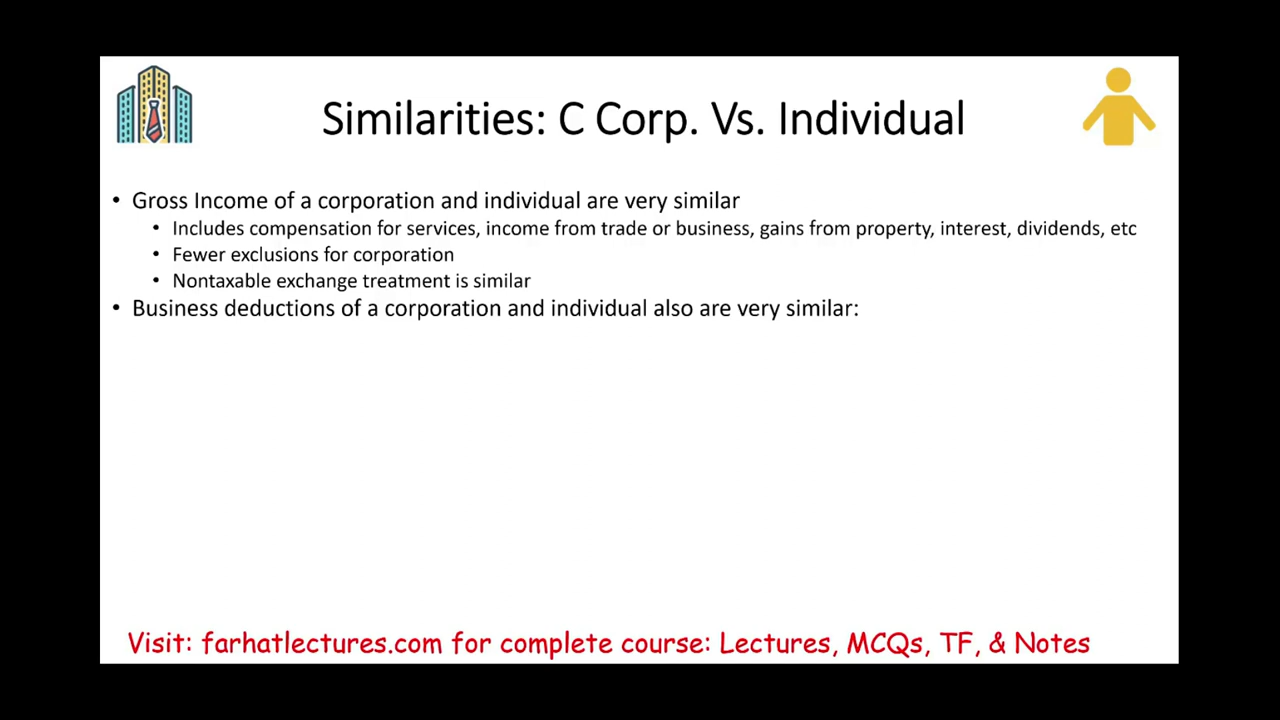 Similarities: C Corp. Vs. Individual
• Gross Income of a corporation and individual are very similar
• Includes compensation for services, income from trade or business, gains from property, interest, dividends, etc
• Fewer exclusions for corporation
• Nontaxable exchange treatment is similar
• Business deductions of a corporation and individual also are very similar:
Visit: farhatlectures.com for complete course: Lectures, MCQs, TF, & Notes